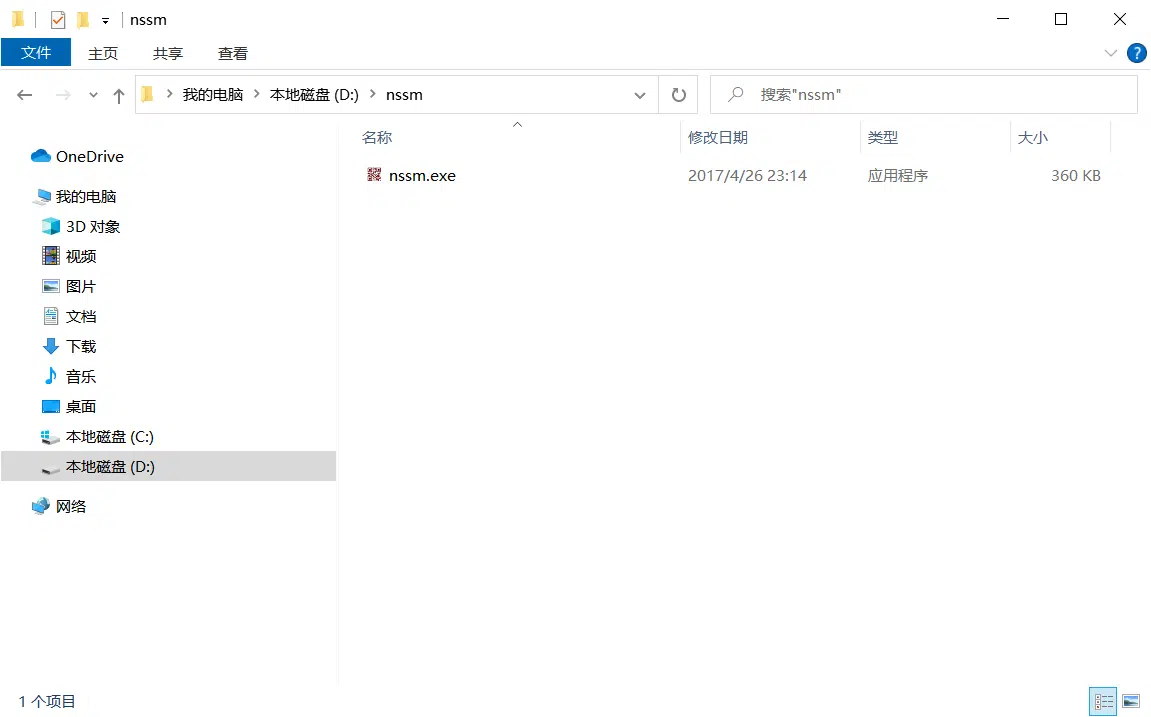 nssm
文件 主页 共享 查看
我的电脑 本地磁盘 (D:) nssm 搜索"nssm"
名称 修改日期 类型 大小
nssm.exe 2017/4/26 23:14 应用程序 360 KB
OneDrive
我的电脑
3D 对象
视频
图片
文档
下载
音乐
桌面
本地磁盘 (C:)
本地磁盘 (D:)
网络
1 个项目